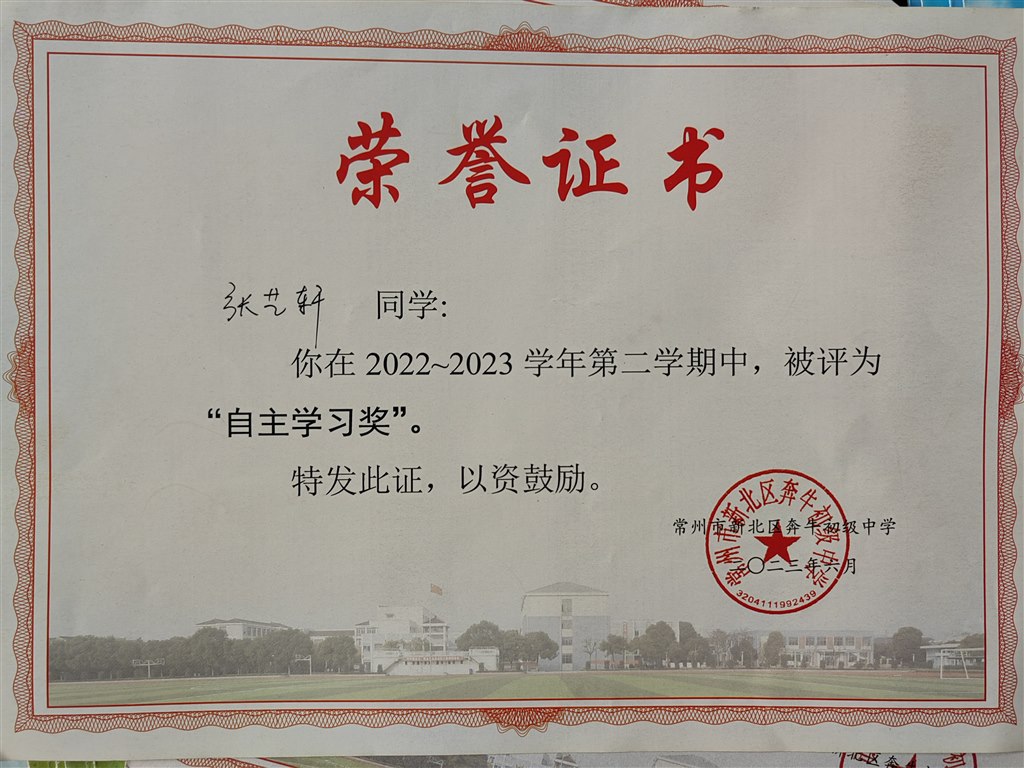 荣誉证书
张艺轩 同学:
你在 2022~2023 学年第二学期中，被评为
“自主学习奖”。
特发此证，以资鼓励。
常州市新北区奔牛初级中学
二〇二三年六月
常州市新北区奔牛初级中学
3204111992439
北区奔